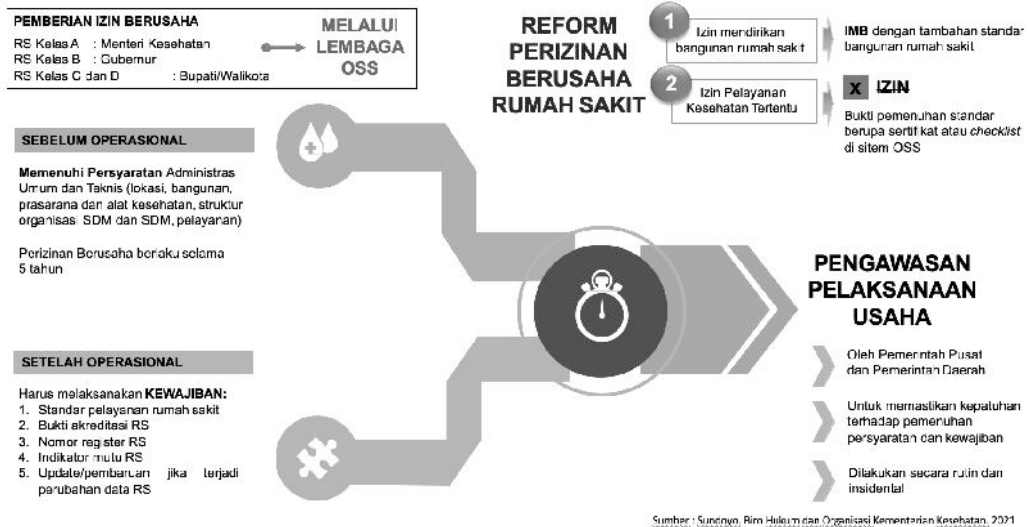 PEMBERIAN IZIN BERUSAHA
RS Kelas A : Menteri Kesehatan
RS Kelas B : Gubernur
RS Kelas C dan D : Bupati/Walikota
MELALUI
LEMBAGA
OSS
REFORM
PERIZINAN
BERUSAHA
RUMAH SAKIT
1
Izin mendirikan
bangunan rumah sakit
IMB dengan tambahan standar
bangunan rumah sakit
2
Izin Pelayanan
Kesehatan Tertentu
X IZIN
Bukti pemenuhan standar
berupa sertifikat atau checklist
di sitem OSS
SEBELUM OPERASIONAL
Memenuhi Persyaratan Administras
Umum dan Teknis (lokasi, bangunan,
prasarana dan alat kesehatan, struktur
organisasi SDM dan SDM, pelayanan)
Perizinan Berusaha berlaku selama
5 tahun
SETELAH OPERASIONAL
Harus melaksanakan KEWAJIBAN:
1. Standar pelayanan rumah sakit
2. Bukti akreditasi RS
3. Nomor register RS
4. Indikator mutu RS
5. Update/pembaruan jika terjadi
perubahan data RS
PENGAWASAN
PELAKSANAAN
USAHA
Oleh Pemerintah Pusat
dan Pemerintah Daerah
Untuk memastikan kepatuhan
terhadap pemenuhan
persyaratan dan kewajiban
Dilakukan secara rutin dan
insidental
Sumber : Sundoyo, Biro Hukum dan Organisasi Kementerian Kesehatan, 2021